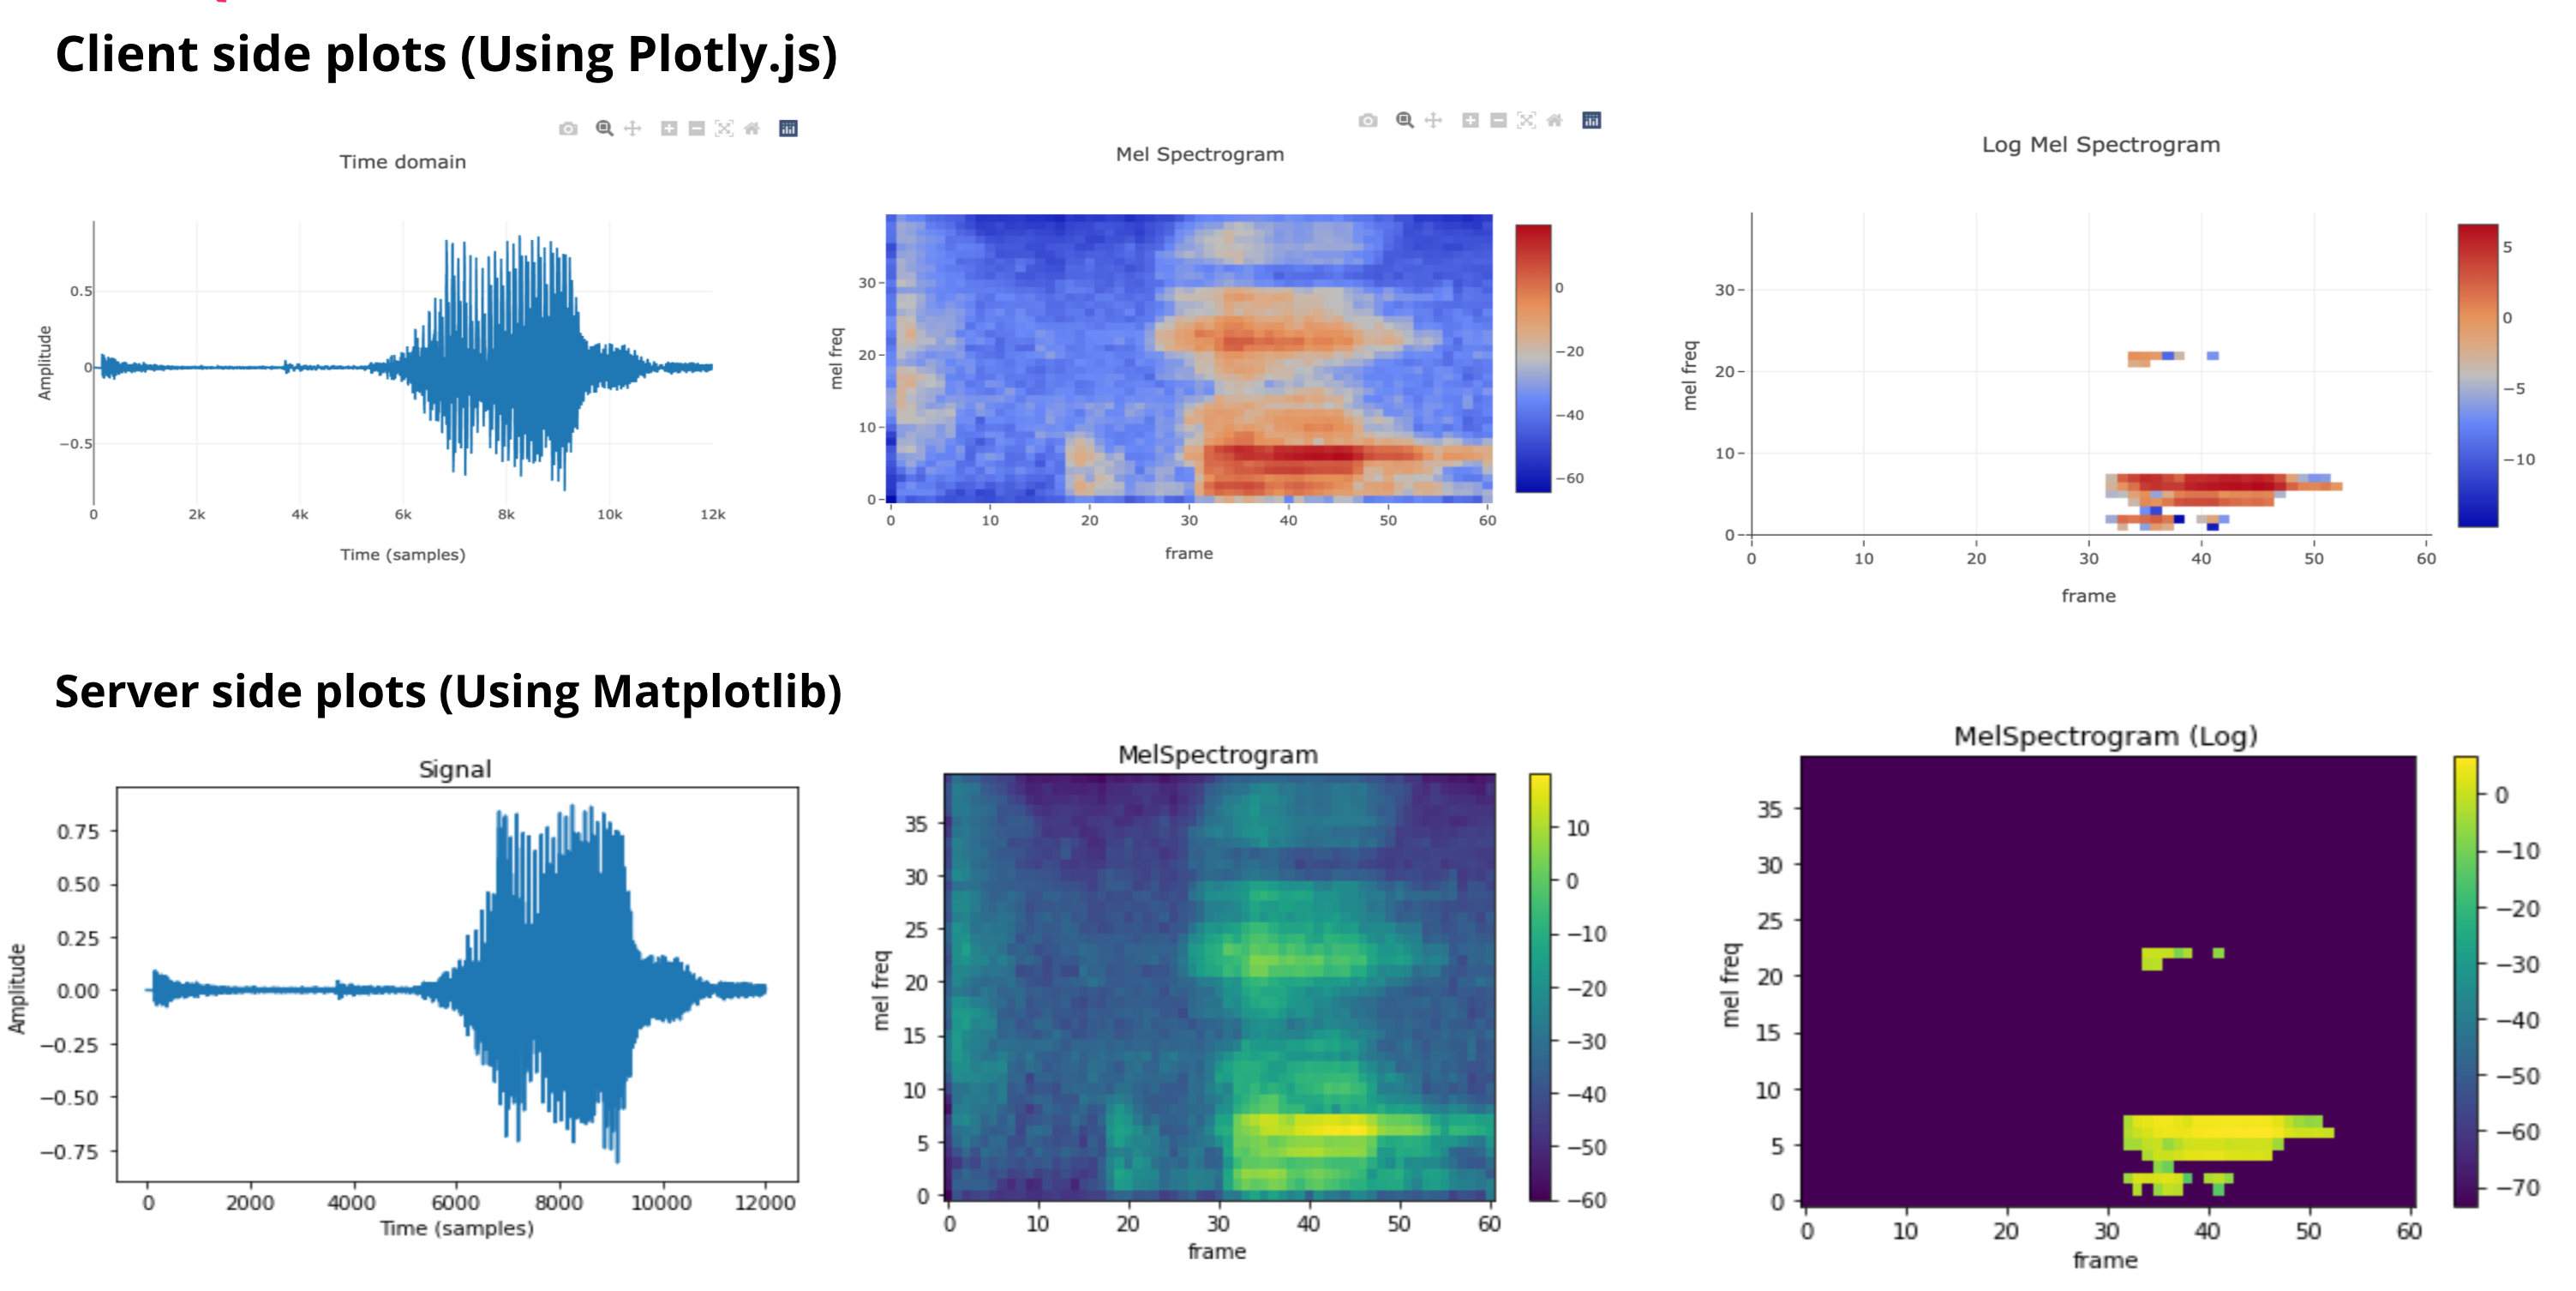 Client side plots (Using Plotly.js)
Time domain
0.5
0
−0.5
Amplitude
0 2k 4k 6k 8k 10k 12k
Time (samples)
Mel Spectrogram
30
20
10
0
mel freq
0 10 20 30 40 50 60
frame
0
−20
−40
−60
Log Mel Spectrogram
30
20
10
0
mel freq
0 10 20 30 40 50 60
frame
5
0
−5
−10
Server side plots (Using Matplotlib)
Signal
0.75
0.50
0.25
0.00
−0.25
−0.50
−0.75
Amplitude
0 2000 4000 6000 8000 10000 12000
Time (samples)
MelSpectrogram
35
30
25
20
15
10
5
0
mel freq
0 10 20 30 40 50 60
frame
10
0
−10
−20
−30
−40
−50
−60
MelSpectrogram (Log)
35
30
25
20
15
10
5
0
mel freq
0 10 20 30 40 50 60
frame
0
−10
−20
−30
−40
−50
−60
−70